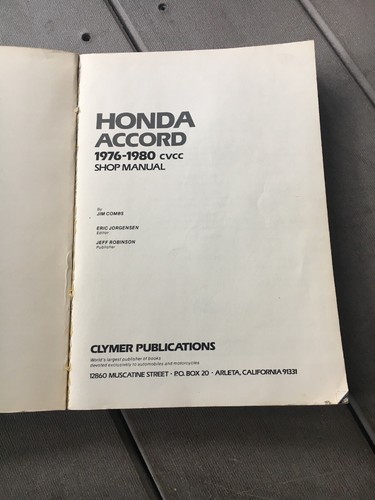 HONDA
ACCORD
1976-1980 CVCC
SHOP MANUAL
By
JIM COMBS
ERIC JORGENSEN
Editor
JEFF ROBINSON
Publisher
CLYMER PUBLICATIONS
World's largest publisher of books
devoted exclusively to automobiles and motorcycles.
12860 MUSCATINE STREET · P.O. BOX 20 · ARLETA, CALIFORNIA 91331